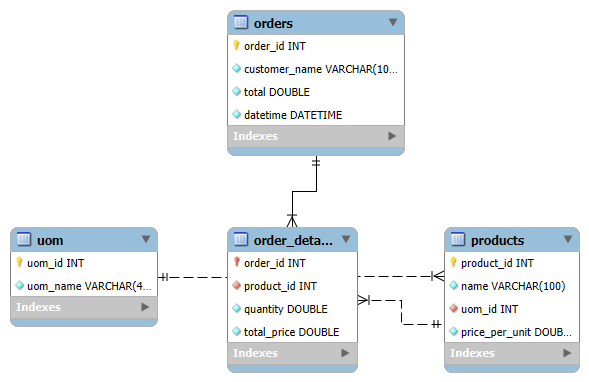 orders
order_id INT
customer_name VARCHAR(10...
total DOUBLE
datetime DATETIME
Indexes
uom
uom_id INT
uom_name VARCHAR(4...
Indexes
order_deta...
order_id INT
product_id INT
quantity DOUBLE
total_price DOUBLE
Indexes
products
product_id INT
name VARCHAR(100)
uom_id INT
price_per_unit DOUB...
Indexes